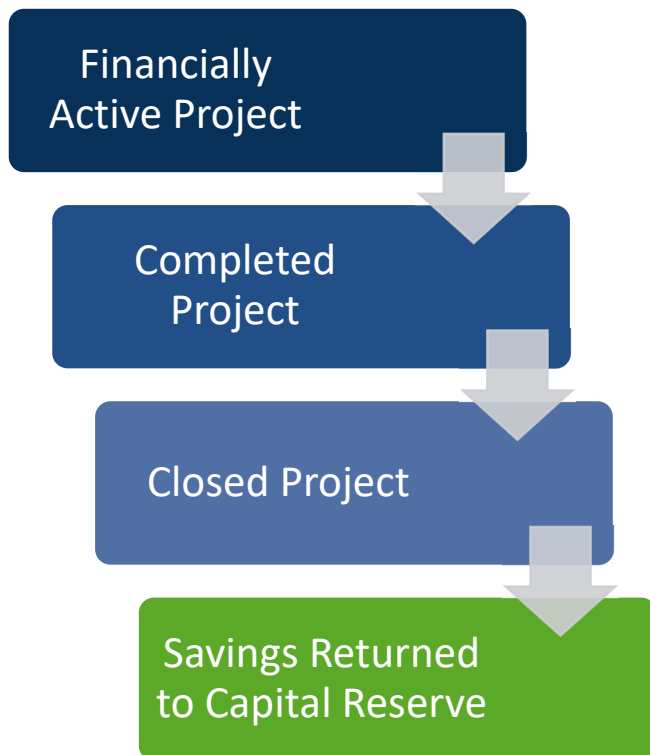 Financially
Active Project
Completed
Project
Closed Project
Savings Returned
to Capital Reserve